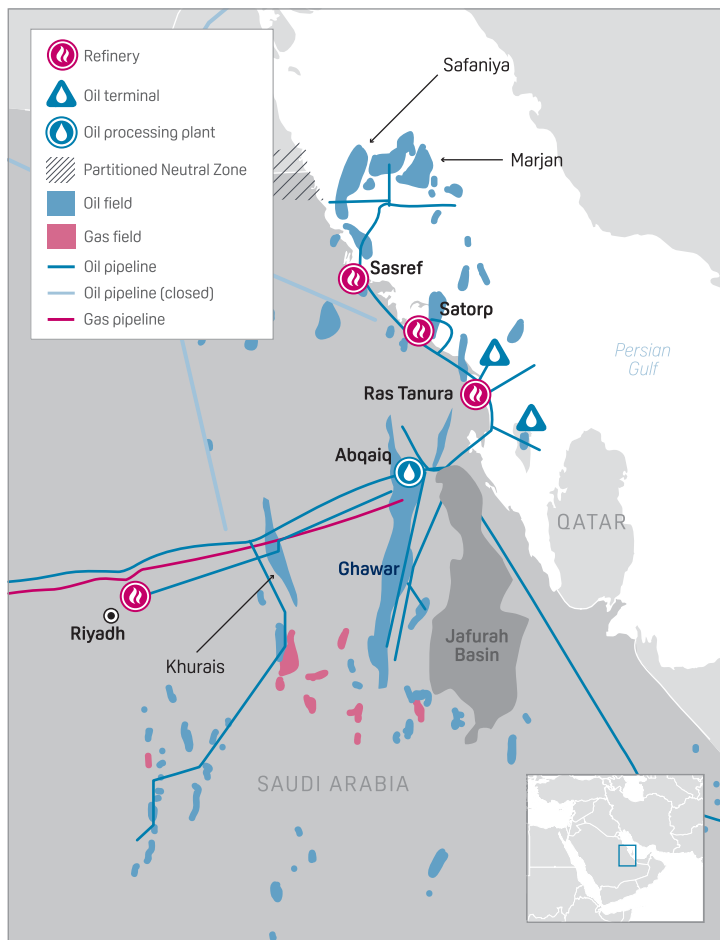 Refinery
Oil terminal
Oil processing plant
Partitioned Neutral Zone
Oil field
Gas field
Oil pipeline
Oil pipeline (closed)
Gas pipeline
Safaniya
Marjan
Sasref
Satorp
Persian
Gulf
Ras Tanura
Abqaiq
QATAR
Ghawar
Riyadh
Khurais
Jafurah
Basin
SAUDI ARABIA